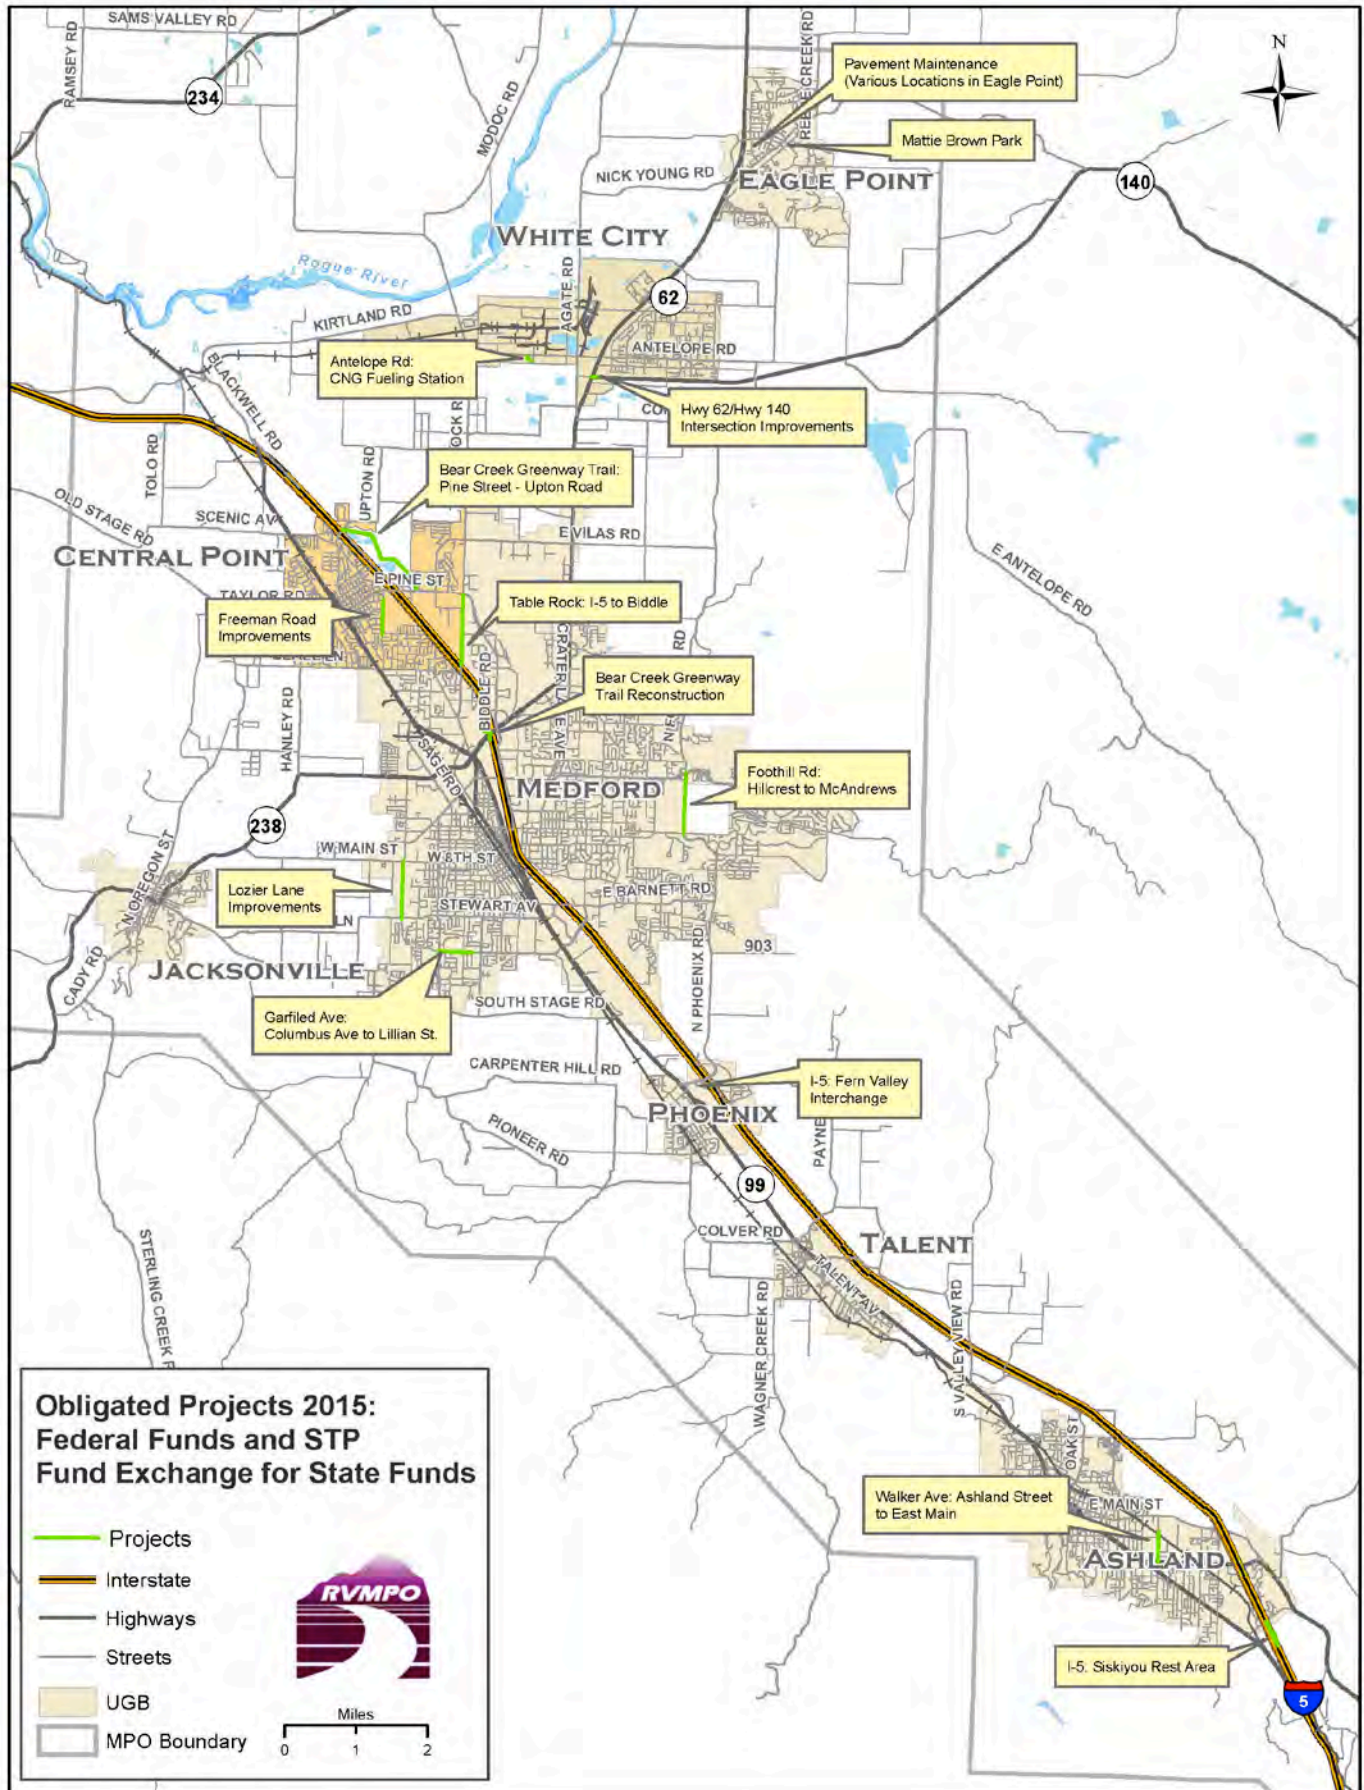 SAMS VALLEY RD
RAMSEY RD
234
MODOC RD
Pavement Maintenance
(Various Locations in Eagle Point)
N
Mattie Brown Park
NICK YOUNG RD
EAGLE POINT
140
WHITE CITY
Rogue River
62
AGATE RD
KIRTLAND RD
ANTELOPE RD
Antelope Rd:
CNG Fueling Station
BLACKWELL RD
Hwy 62/Hwy 140
Intersection Improvements
TOLO RD
UPTON RD
Bear Creek Greenway Trail:
Pine Street - Upton Road
OLD STAGE RD
SCENIC AV
E VILAS RD
CENTRAL POINT
E ANTELOPE RD
E PINE ST
TAYLOR RD
Table Rock: I-5 to Biddle
Freeman Road
Improvements
BIDDLE RD
Bear Creek Greenway
Trail Reconstruction
HANLEY RD
SAGE RD
MEDFORD
Foothill Rd:
Hillcrest to McAndrews
238
N OREGON ST
W MAIN ST
W 8TH ST
E BARNETT RD
Lozier Lane
Improvements
STEWART AV
LN
903
N PHOENIX RD
JACKSONVILLE
CADY RD
SOUTH STAGE RD
Garfiled Ave:
Columbus Ave to Lillian St.
CARPENTER HILL RD
I-5: Fern Valley
Interchange
PHOENIX
PIONEER RD
PAYNE
99
COLVER RD
TALENT
TALENT AV
STERLING CREEK R
WAGNER CREEK RD
S VALLEY VIEW RD
OAK ST
Walker Ave: Ashland Street
to East Main
E MAIN ST
ASHLAND
I-5. Siskiyou Rest Area
5
Obligated Projects 2015:
Federal Funds and STP
Fund Exchange for State Funds
Projects
Interstate
Highways
Streets
UGB
MPO Boundary
RVMPO
Miles
0 1 2